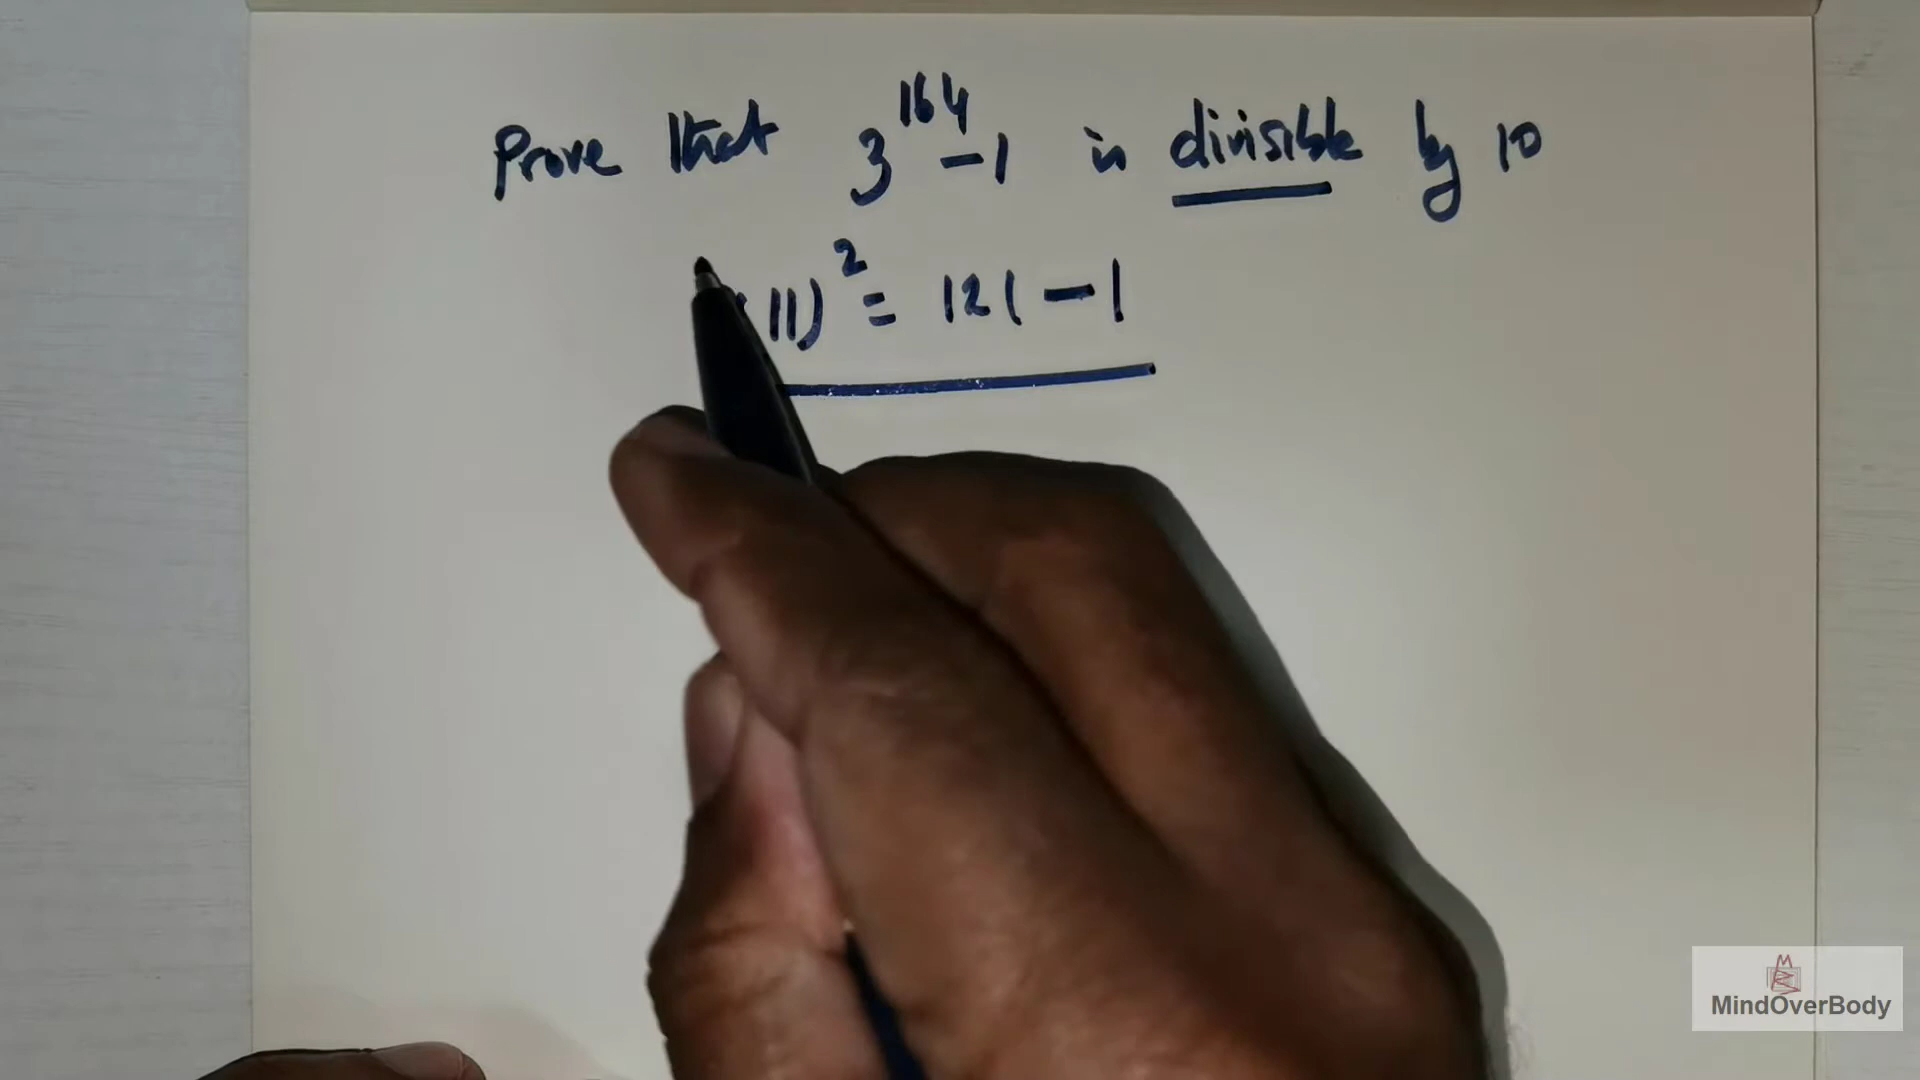 Prove that 3^164 - 1 is divisible by 10
11)^2 = 121 - 1
MindOverBody